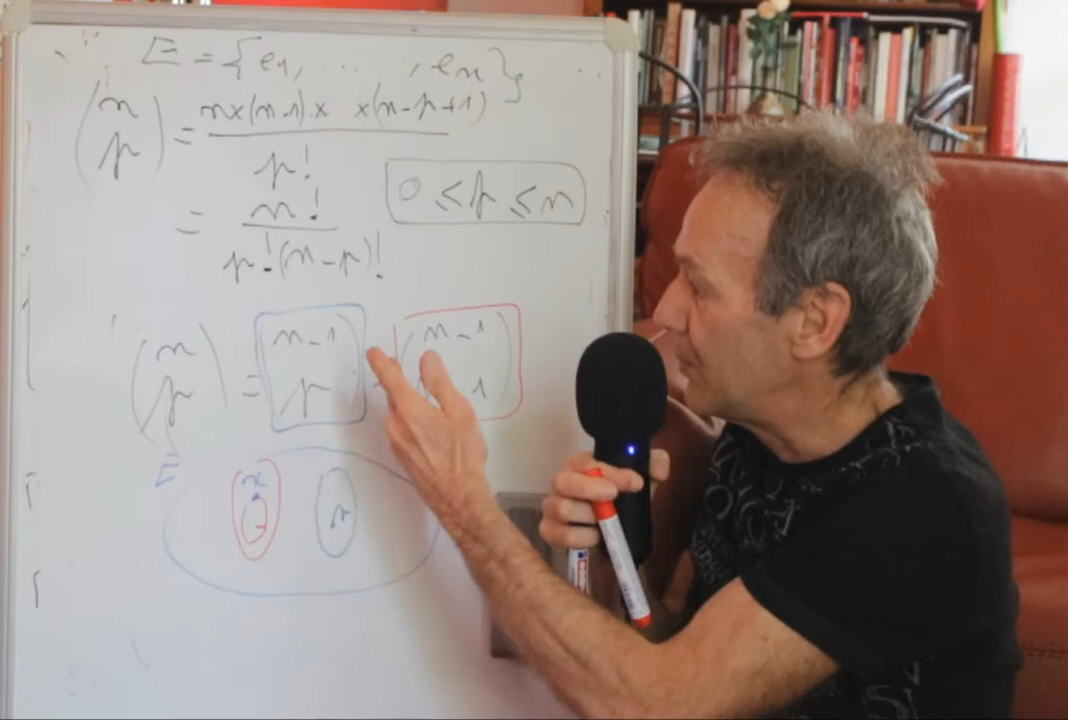 E = {e1, ... , en}
(n p) = n×(n-1)× ×(n-p+1) / p!
= n! / p!(n-p)!
0 ≤ p ≤ n
(n p) = (n-1 p) (n-1 1)
E
x